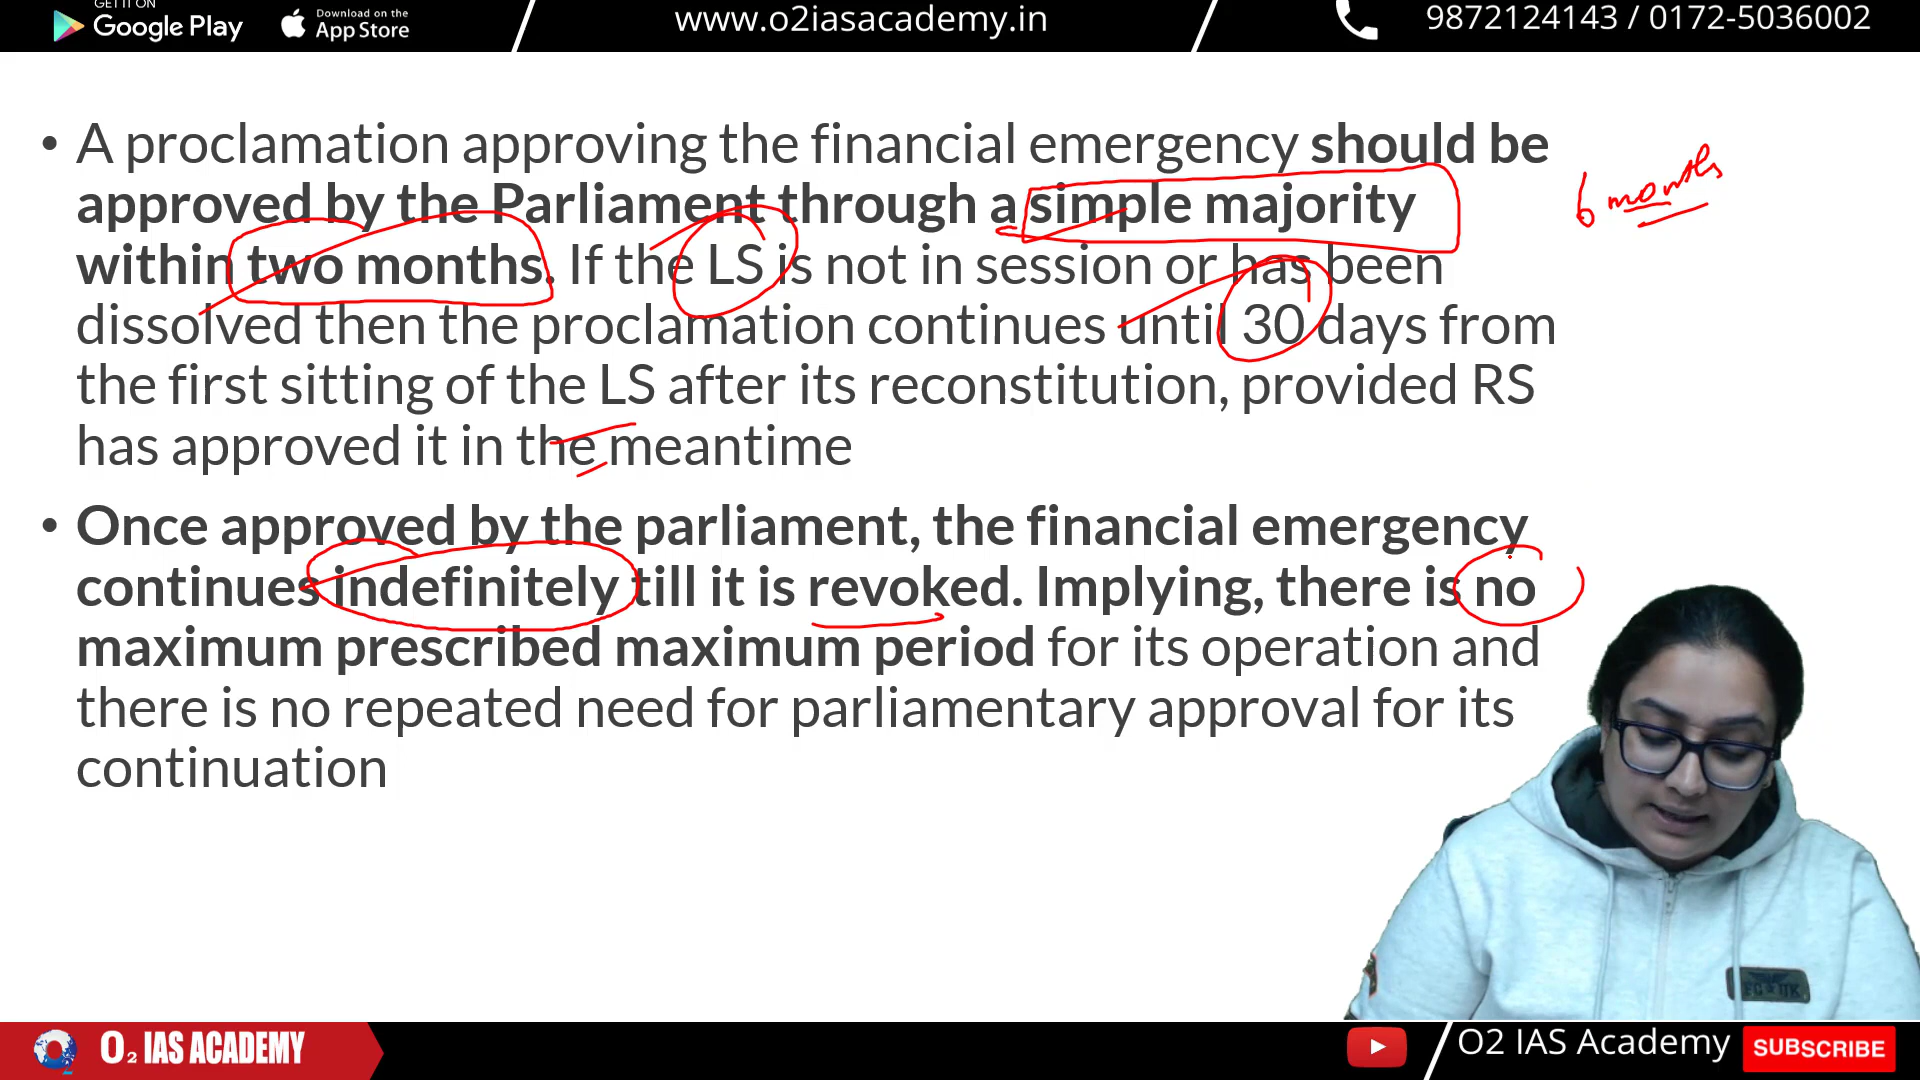 GET IT ON
Google Play
Download on the
App Store
www.o2iasacademy.in
9872124143 / 0172-5036002
• A proclamation approving the financial emergency should be
approved by the Parliament through a simple majority
within two months. If the LS is not in session or has been
dissolved then the proclamation continues until 30 days from
the first sitting of the LS after its reconstitution, provided RS
has approved it in the meantime
6 months
• Once approved by the parliament, the financial emergency
continues indefinitely till it is revoked. Implying, there is no
maximum prescribed maximum period for its operation and
there is no repeated need for parliamentary approval for its
continuation
O2 IAS ACADEMY
O2 IAS Academy
SUBSCRIBE